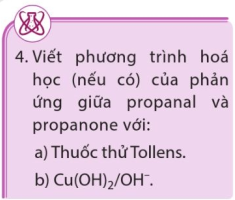 4. Viết phương trình hoá
học (nếu có) của phản
ứng giữa propanal và
propanone với:
a) Thuốc thử Tollens.
b) Cu(OH)₂/OH⁻.